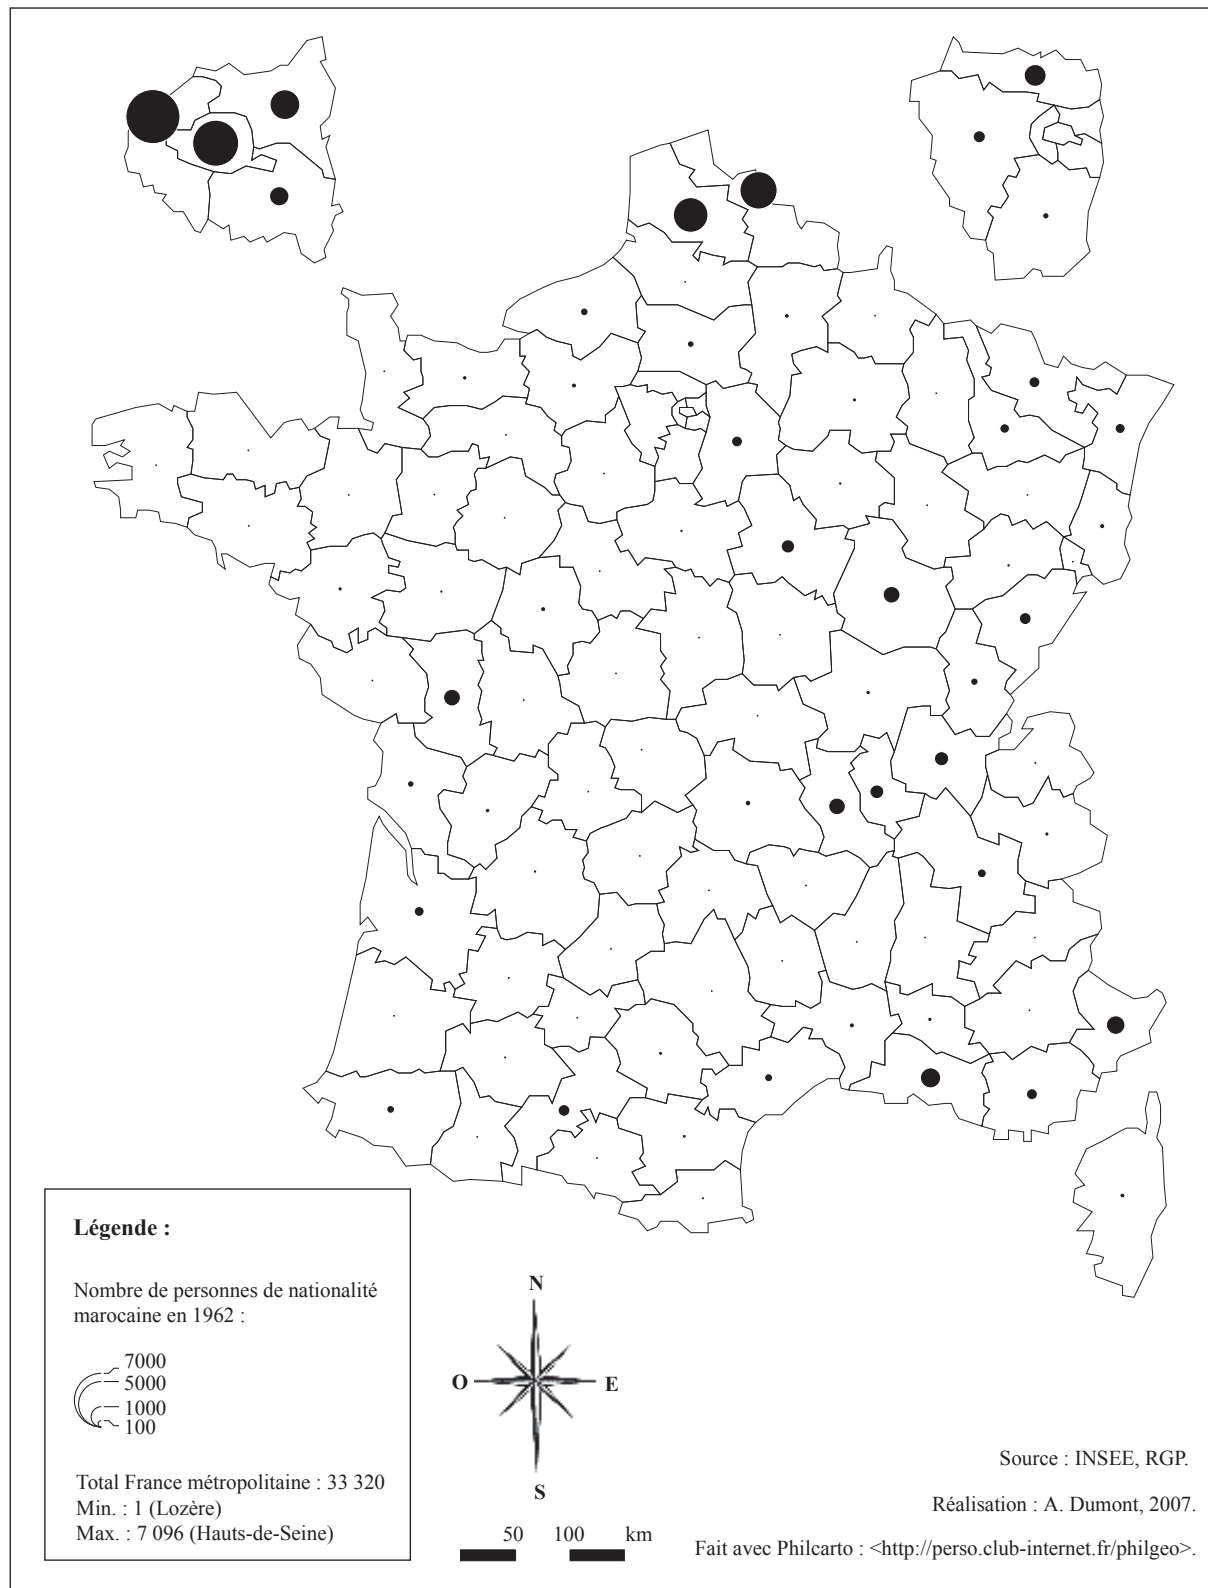 Légende :
Nombre de personnes de nationalité
marocaine en 1962 :
7000
5000
1000
100
Total France métropolitaine : 33 320
Min. : 1 (Lozère)
Max. : 7 096 (Hauts-de-Seine)
N
O
E
S
50 100 km
Source : INSEE, RGP.
Réalisation : A. Dumont, 2007.
Fait avec Philcarto : <http://perso.club-internet.fr/philgeo>.